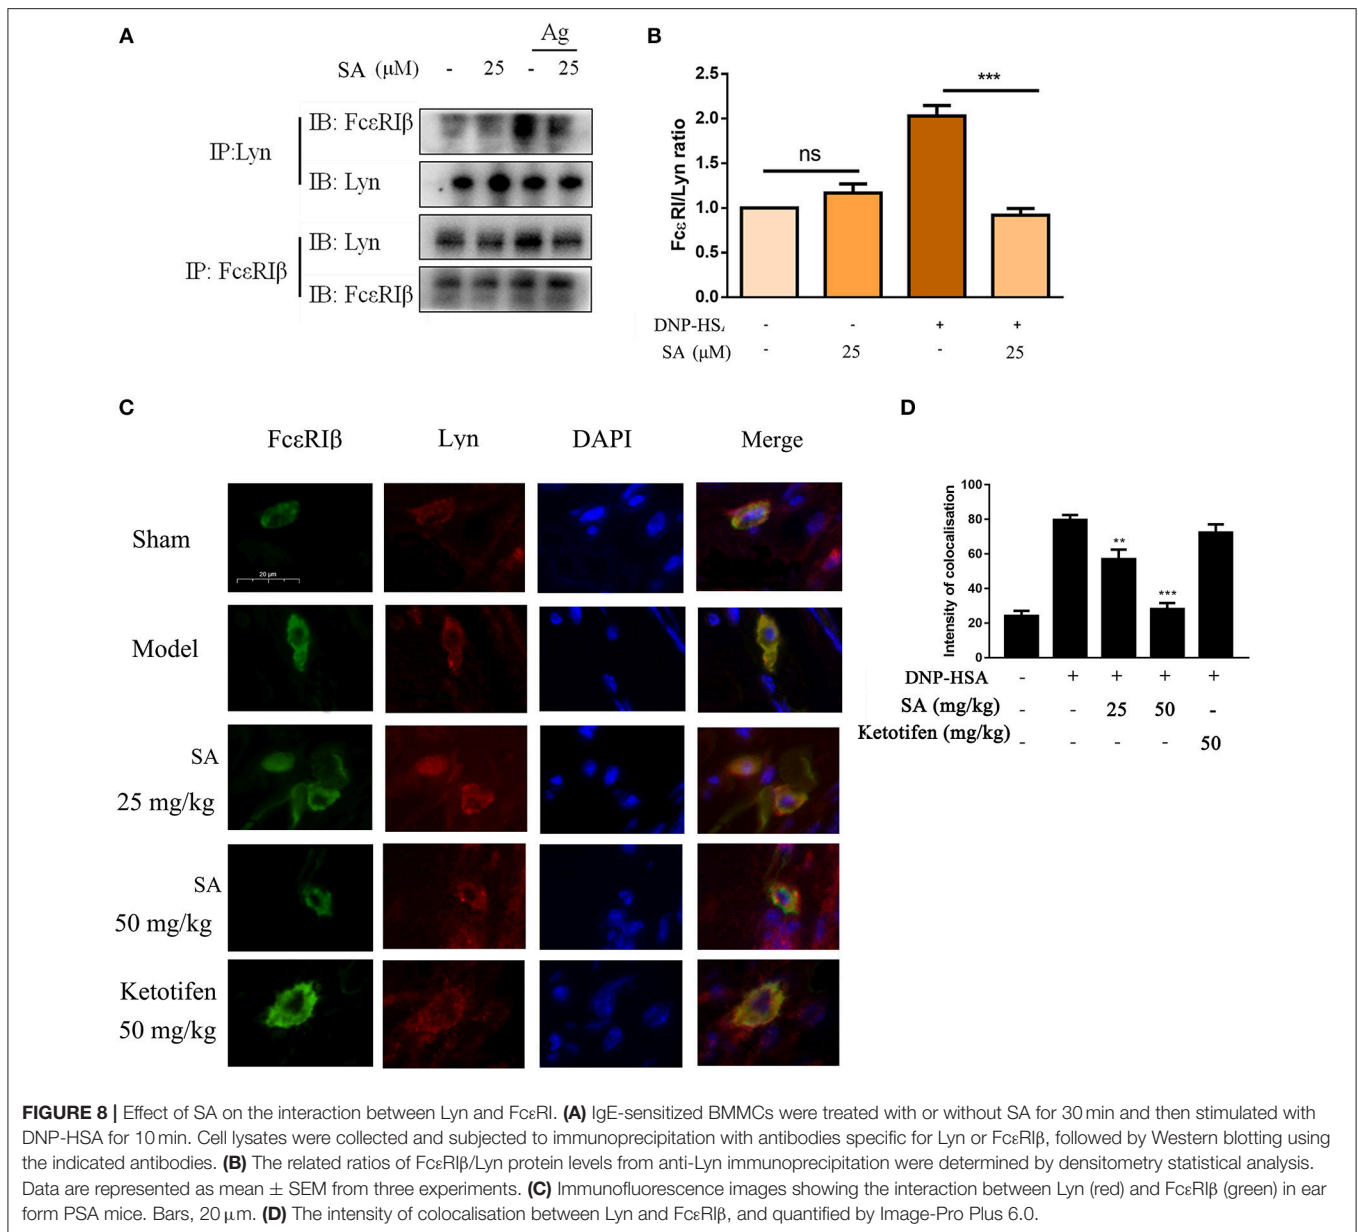 A
Ag
SA (μM) - 25 - 25
IP:Lyn
IB: FcεRIβ
IB: Lyn
IP: FcεRIβ
IB: Lyn
IB: FcεRIβ
B
FcεRI/Lyn ratio
2.5
2.0
1.5
1.0
0.5
0.0
ns
***
DNP-HS - - + +
SA (μM) - 25 - 25
C
FcεRIβ Lyn DAPI Merge
Sham
20 μm
Model
SA
25 mg/kg
SA
50 mg/kg
Ketotifen
50 mg/kg
D
Intensity of colocalisation
100
80
60
40
20
0
**
***
DNP-HSA - + + + +
SA (mg/kg) - - 25 50 -
Ketotifen (mg/kg) - - - - 50
FIGURE 8 | Effect of SA on the interaction between Lyn and FcεRI. (A) IgE-sensitized BMMCs were treated with or without SA for 30 min and then stimulated with
DNP-HSA for 10 min. Cell lysates were collected and subjected to immunoprecipitation with antibodies specific for Lyn or FcεRIβ, followed by Western blotting using
the indicated antibodies. (B) The related ratios of FcεRIβ/Lyn protein levels from anti-Lyn immunoprecipitation were determined by densitometry statistical analysis.
Data are represented as mean ± SEM from three experiments. (C) Immunofluorescence images showing the interaction between Lyn (red) and FcεRIβ (green) in ear
form PSA mice. Bars, 20 μm. (D) The intensity of colocalisation between Lyn and FcεRIβ, and quantified by Image-Pro Plus 6.0.